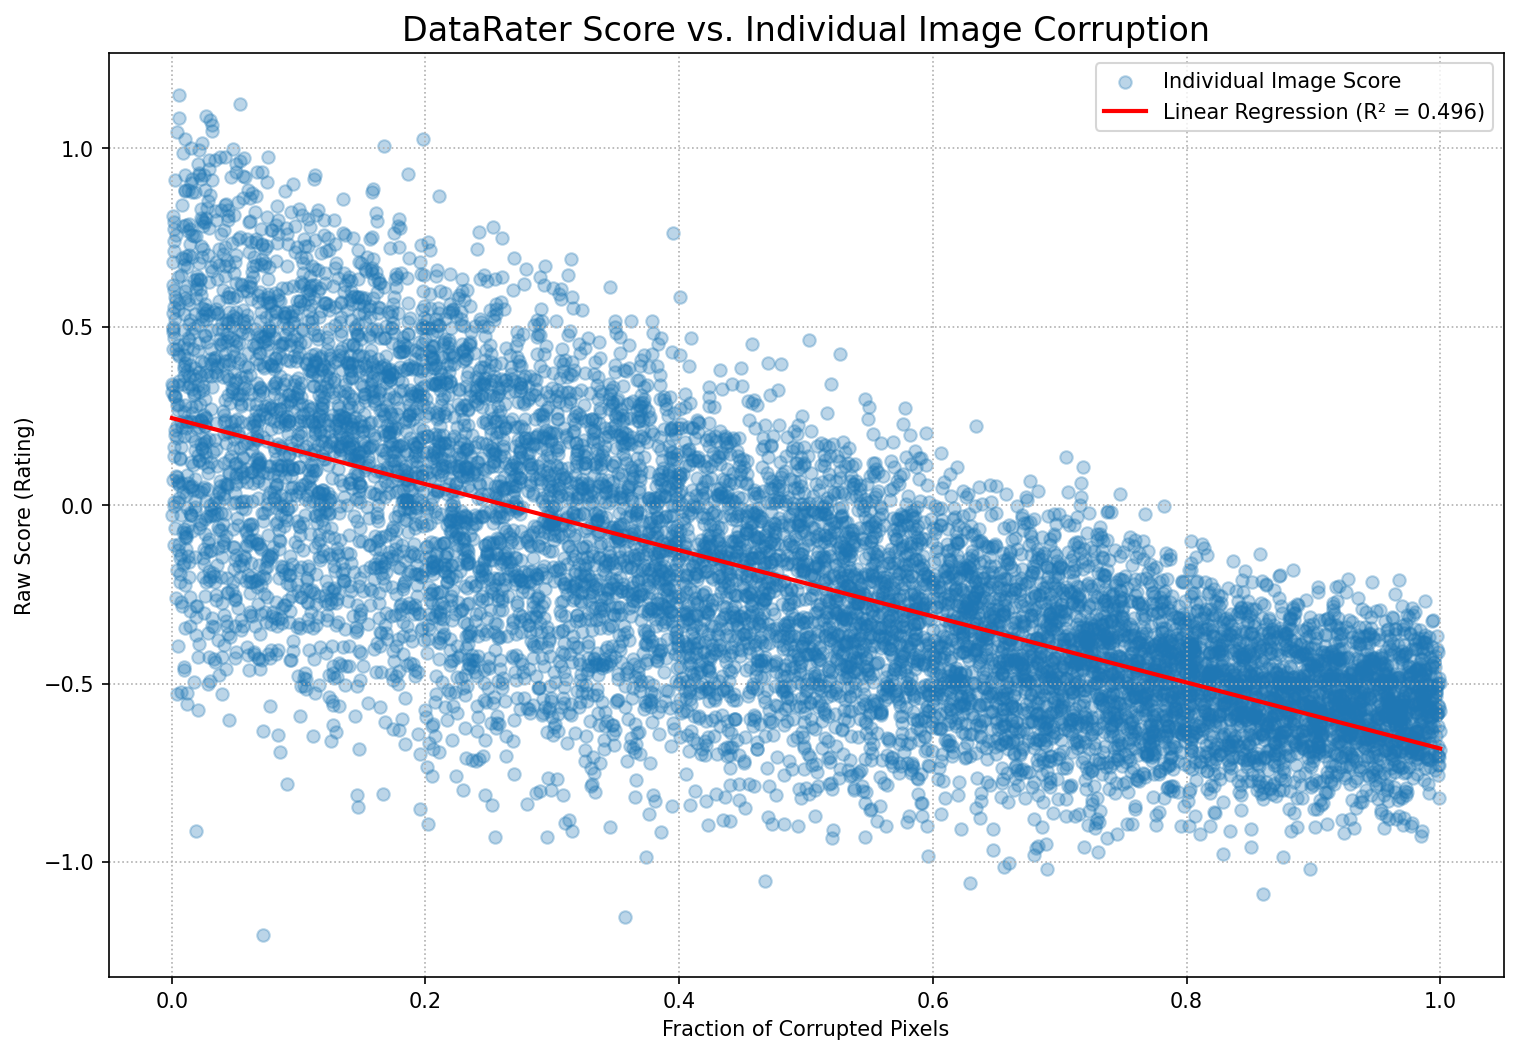 DataRater Score vs. Individual Image Corruption
Individual Image Score
Linear Regression (R² = 0.496)
Raw Score (Rating)
1.0
0.5
0.0
−0.5
−1.0
0.0 0.2 0.4 0.6 0.8 1.0
Fraction of Corrupted Pixels